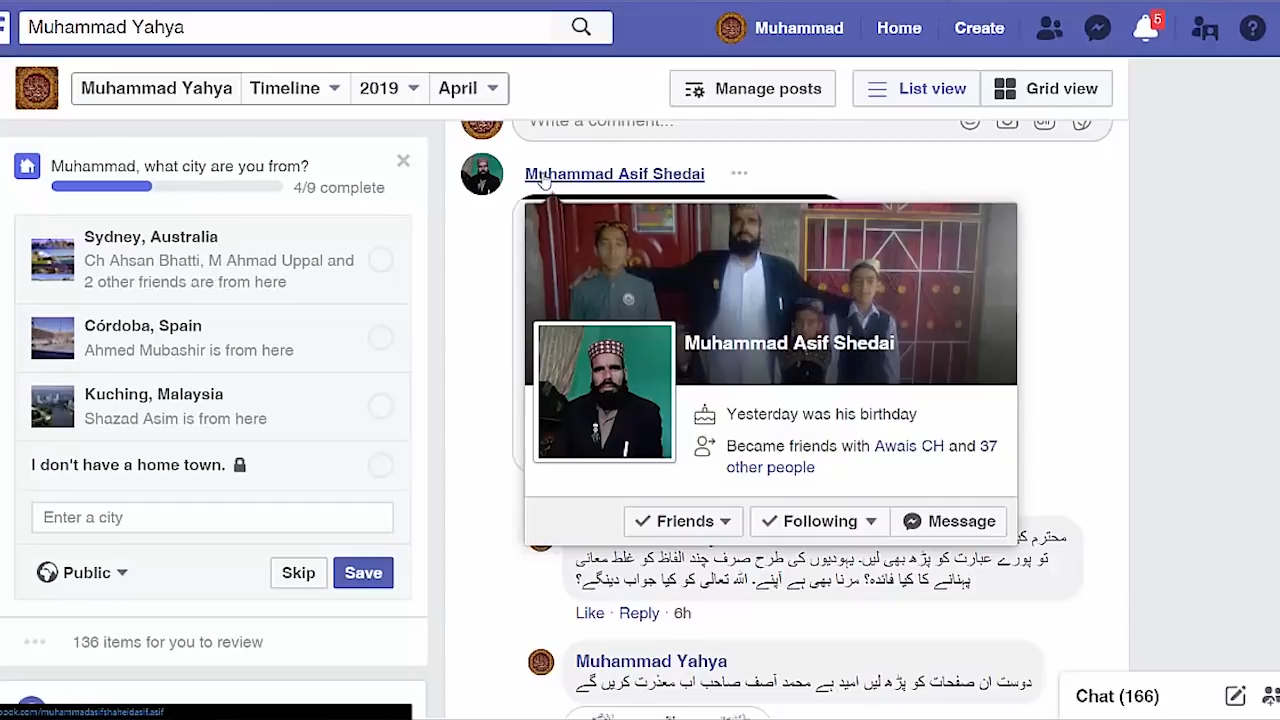 Muhammad Yahya
Muhammad Home Create 5
Muhammad Yahya Timeline 2019 April Manage posts List view Grid view
Write a comment...
Muhammad, what city are you from?
4/9 complete
Sydney, Australia
Ch Ahsan Bhatti, M Ahmad Uppal and
2 other friends are from here
Córdoba, Spain
Ahmed Mubashir is from here
Kuching, Malaysia
Shazad Asim is from here
I don't have a home town.
Enter a city
Public Skip Save
136 items for you to review
Muhammad Asif Shedai
Muhammad Asif Shedai
Yesterday was his birthday
Became friends with Awais CH and 37
other people
Friends Following Message
محترم
تو پورے عبارت کو پڑھ بھی لیں۔ یہودیوں کی طرح صرف چند الفاظ کو غلط معانی
پہنانے کا کیا فائدہ؟ مرنا بھی ہے آپنے۔ اللہ تعالی کو کیا جواب دینگے؟
Like · Reply · 6h
Muhammad Yahya
دوست ان صفحات کو پڑھ لیں امید ہے محمد آصف صاحب اب معذرت کریں گے
Chat (166)
book.com/muhammadasifshaheidasif.asif